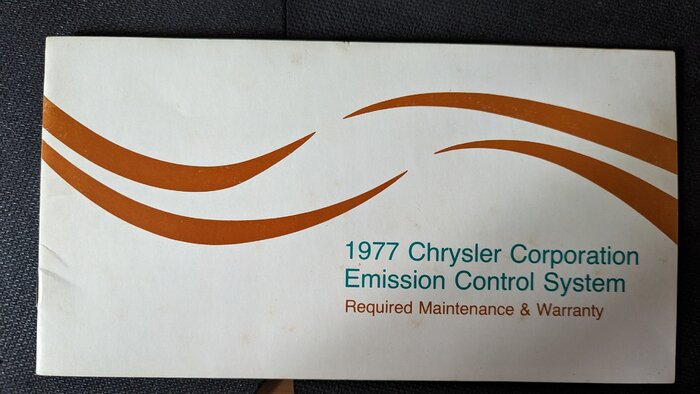 1977 Chrysler Corporation
Emission Control System
Required Maintenance & Warranty